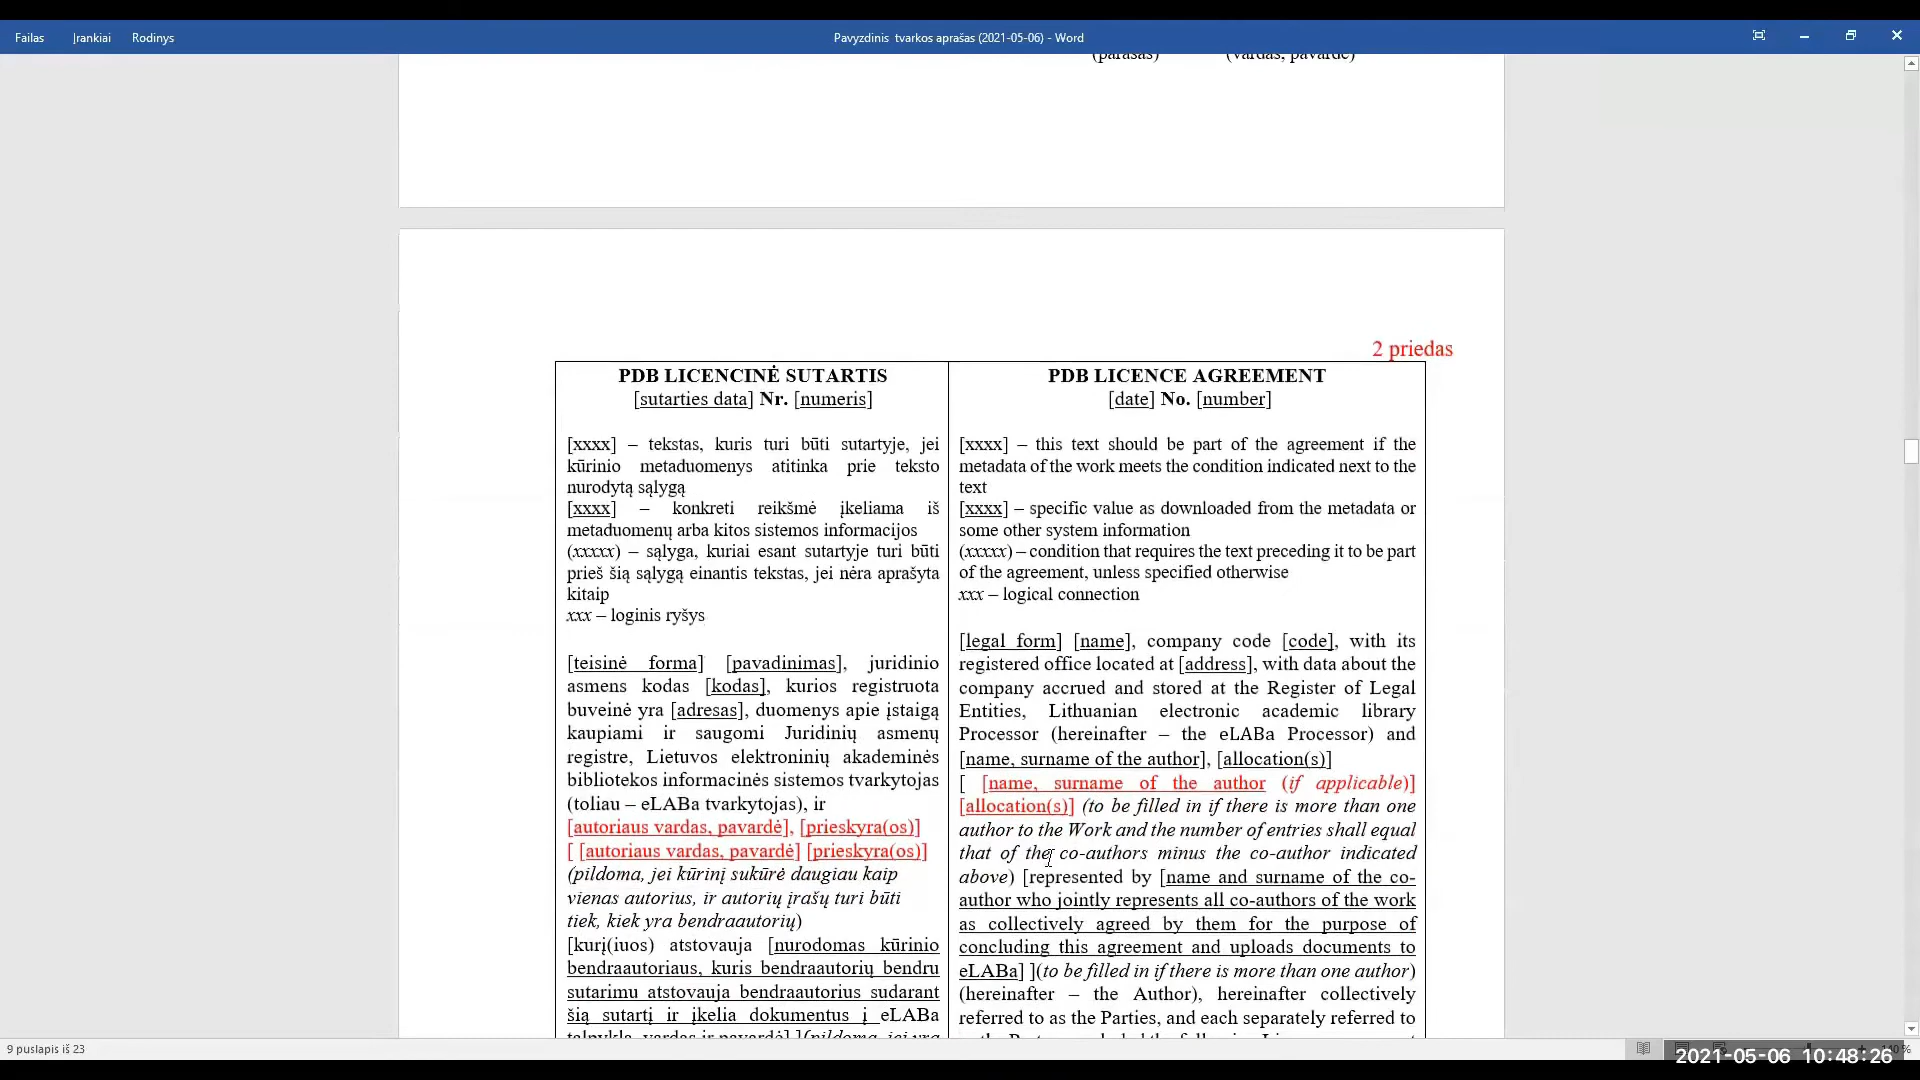 Failas Įrankiai Rodinys
Pavyzdinis tvarkos aprašas (2021-05-06) - Word
(parašas) (vardas, pavardė)
2 priedas
PDB LICENCINĖ SUTARTIS
[sutarties data] Nr. [numeris]
[xxxx] – tekstas, kuris turi būti sutartyje, jei
kūrinio metaduomenys atitinka prie teksto
nurodytą sąlygą
[xxxx] – konkreti reikšmė įkeliama iš
metaduomenų arba kitos sistemos informacijos
(xxxxx) – sąlyga, kuriai esant sutartyje turi būti
prieš šią sąlygą einantis tekstas, jei nėra aprašyta
kitaip
xxx – loginis ryšys
[teisinė forma] [pavadinimas], juridinio
asmens kodas [kodas], kurios registruota
buveinė yra [adresas], duomenys apie įstaigą
kaupiami ir saugomi Juridinių asmenų
registre, Lietuvos elektroninių akademinės
bibliotekos informacinės sistemos tvarkytojas
(toliau – eLABa tvarkytojas), ir
[autoriaus vardas, pavardė], [prieskyra(os)]
[ [autoriaus vardas, pavardė] [prieskyra(os)]
(pildoma, jei kūrinį sukūrė daugiau kaip
vienas autorius, ir autorių įrašų turi būti
tiek, kiek yra bendraautorių)
[kurį(iuos) atstovauja [nurodomas kūrinio
bendraautoriaus, kuris bendraautorių bendru
sutarimu atstovauja bendraautorius sudarant
šią sutartį ir įkelia dokumentus į eLABa
talpyklą, vardas ir pavardė] ](pildoma, jei yra
PDB LICENCE AGREEMENT
[date] No. [number]
[xxxx] – this text should be part of the agreement if the
metadata of the work meets the condition indicated next to the
text
[xxxx] – specific value as downloaded from the metadata or
some other system information
(xxxxx) – condition that requires the text preceding it to be part
of the agreement, unless specified otherwise
xxx – logical connection
[legal form] [name], company code [code], with its
registered office located at [address], with data about the
company accrued and stored at the Register of Legal
Entities, Lithuanian electronic academic library
Processor (hereinafter – the eLABa Processor) and
[name, surname of the author], [allocation(s)]
[ [name, surname of the author (if applicable)]
[allocation(s)] (to be filled in if there is more than one
author to the Work and the number of entries shall equal
that of the co-authors minus the co-author indicated
above) [represented by [name and surname of the co-
author who jointly represents all co-authors of the work
as collectively agreed by them for the purpose of
concluding this agreement and uploads documents to
eLABa] ](to be filled in if there is more than one author)
(hereinafter – the Author), hereinafter collectively
referred to as the Parties, and each separately referred to
9 puslapis iš 23
2021-05-06 10:48:26